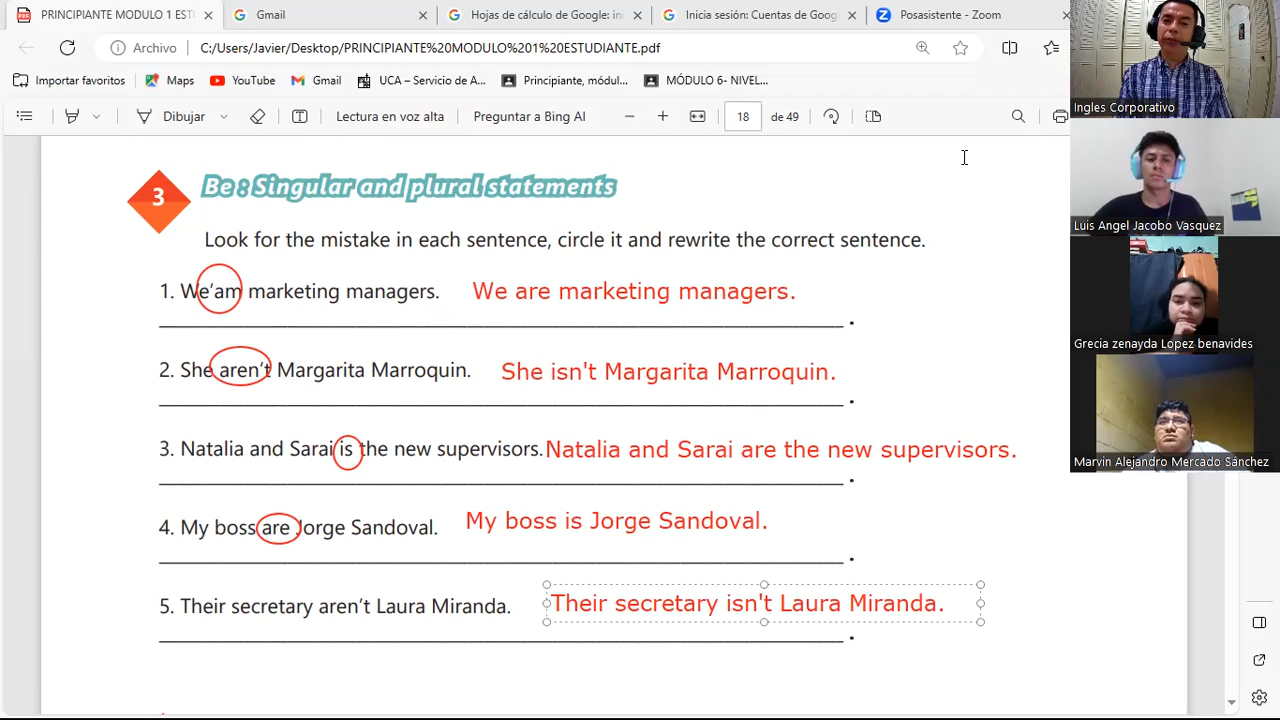 PRINCIPIANTE MODULO 1 EST
Gmail
Hojas de cálculo de Google: ini
Inicia sesión: Cuentas de Goog
Posasistente - Zoom
Archivo
C:/Users/Javier/Desktop/PRINCIPIANTE%20MODULO%201%20ESTUDIANTE.pdf
Importar favoritos
Maps
YouTube
Gmail
UCA – Servicio de A...
Principiante, módul...
MÓDULO 6- NIVEL...
Dibujar
Lectura en voz alta
Preguntar a Bing AI
18
de 49
3
Be : Singular and plural statements
Look for the mistake in each sentence, circle it and rewrite the correct sentence.
1. We'am marketing managers. We are marketing managers.
2. She aren't Margarita Marroquin. She isn't Margarita Marroquin.
3. Natalia and Sarai is the new supervisors. Natalia and Sarai are the new supervisors.
4. My boss are Jorge Sandoval. My boss is Jorge Sandoval.
5. Their secretary aren't Laura Miranda. Their secretary isn't Laura Miranda.
Ingles Corporativo
Luis Angel Jacobo Vasquez
Grecia zenayda Lopez benavides
Marvin Alejandro Mercado Sánchez